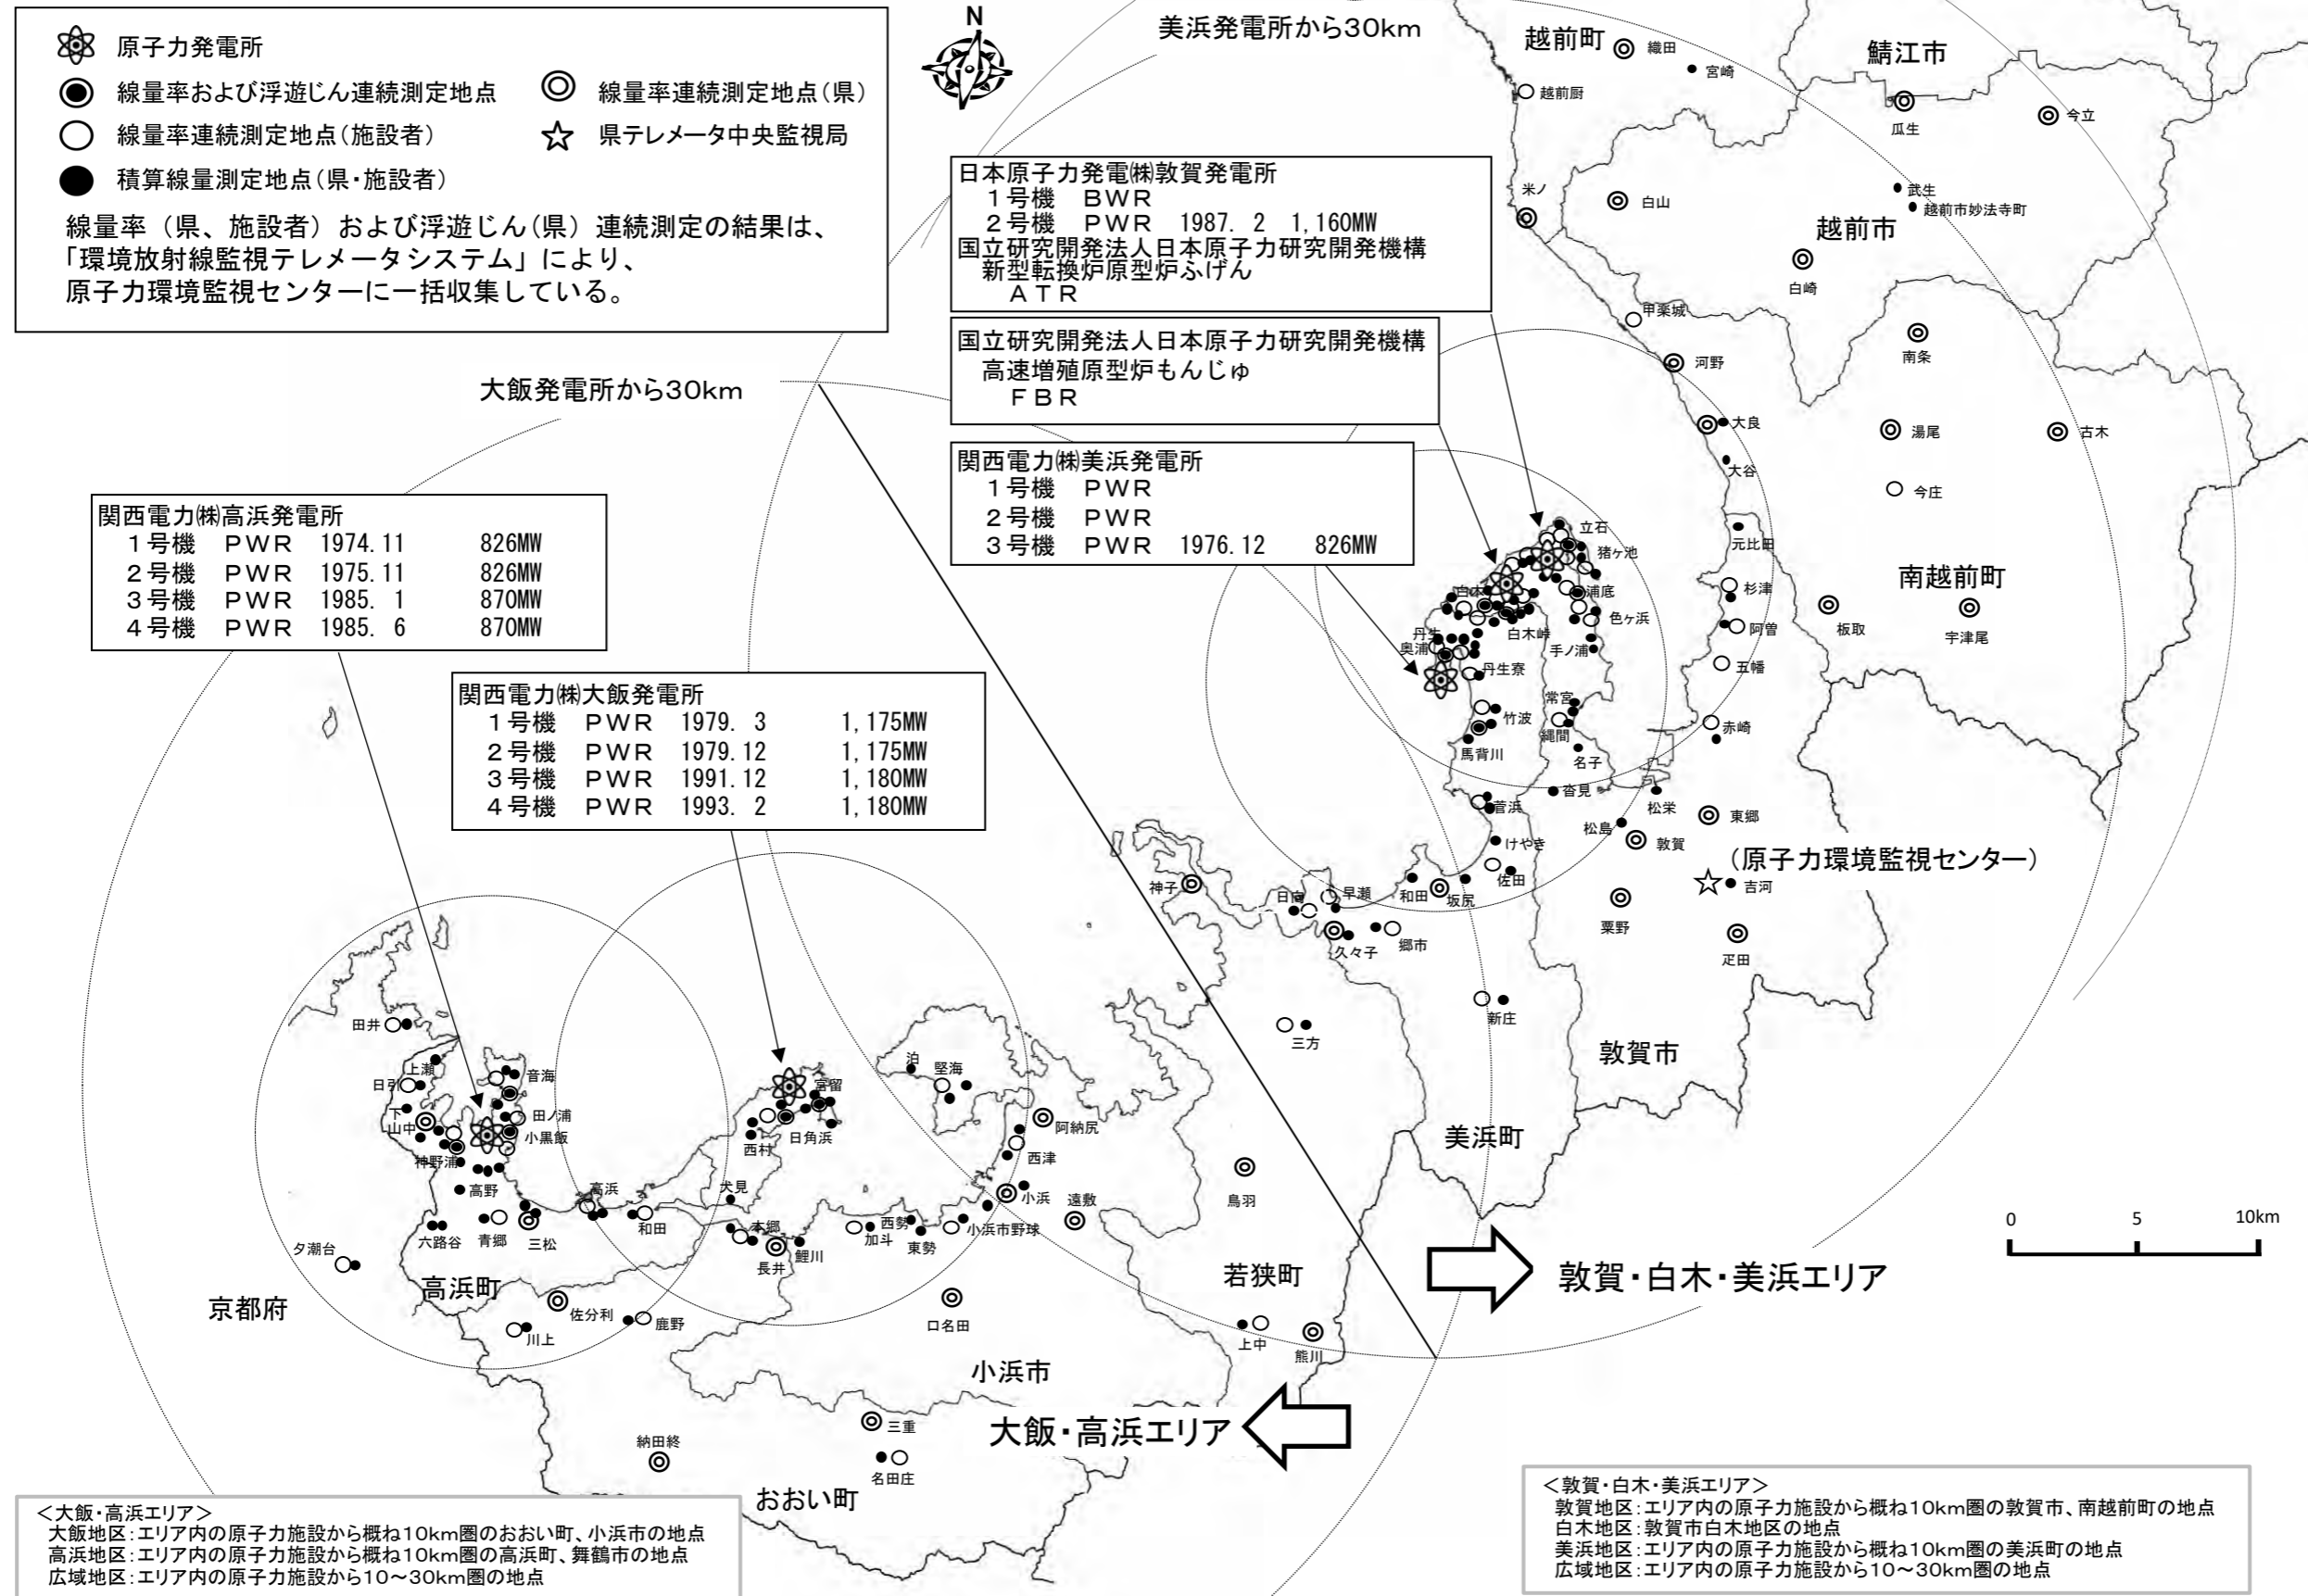 原子力発電所
線量率および浮遊じん連続測定地点
線量率連続測定地点(県)
線量率連続測定地点(施設者)
県テレメータ中央監視局
積算線量測定地点(県・施設者)
線量率（県、施設者）および浮遊じん(県）連続測定の結果は、
「環境放射線監視テレメータシステム」により、
原子力環境監視センターに一括収集している。
N
美浜発電所から30km
大飯発電所から30km
日本原子力発電㈱敦賀発電所
1号機 BWR
2号機 PWR 1987. 2 1,160MW
国立研究開発法人日本原子力研究開発機構
新型転換炉原型炉ふげん
ATR
国立研究開発法人日本原子力研究開発機構
高速増殖原型炉もんじゅ
FBR
関西電力㈱美浜発電所
1号機 PWR
2号機 PWR
3号機 PWR 1976.12 826MW
関西電力㈱高浜発電所
1号機 PWR 1974.11 826MW
2号機 PWR 1975.11 826MW
3号機 PWR 1985. 1 870MW
4号機 PWR 1985. 6 870MW
関西電力㈱大飯発電所
1号機 PWR 1979. 3 1,175MW
2号機 PWR 1979.12 1,175MW
3号機 PWR 1991.12 1,180MW
4号機 PWR 1993. 2 1,180MW
越前町
織田
宮崎
鯖江市
越前厨
瓜生
今立
米ノ
白山
武生
越前市妙法寺町
越前市
白崎
甲楽城
南条
河野
大良
湯尾
古木
大谷
今庄
元比田
南越前町
杉津
板取
宇津尾
阿曽
五幡
赤崎
立石
猪ヶ池
浦底
色ヶ浜
白木
白木峠
手ノ浦
丹生
奥浦
丹生寮
竹波
常宮
縄間
馬背川
名子
沓見
松栄
菅浜
松島
東郷
敦賀
けやき
(原子力環境監視センター)
佐田
吉河
神子
日向
早瀬
和田
坂尻
粟野
久々子
郷市
疋田
新庄
三方
敦賀市
美浜町
田井
上瀬
日引
音海
下
山中
田ノ浦
小黒飯
神野浦
高野
六路谷
青郷
三松
高浜
和田
夕潮台
高浜町
京都府
佐分利
鹿野
川上
宮留
西村
日角浜
犬見
本郷
長井
鯉川
泊
堅海
阿納尻
西津
小浜
遠敷
加斗
西勢
東勢
小浜市野球
鳥羽
若狭町
口名田
上中
熊川
小浜市
三重
納田終
名田庄
おおい町
敦賀・白木・美浜エリア
大飯・高浜エリア
0 5 10km
＜大飯・高浜エリア＞
大飯地区：エリア内の原子力施設から概ね10km圏のおおい町、小浜市の地点
高浜地区：エリア内の原子力施設から概ね10km圏の高浜町、舞鶴市の地点
広域地区：エリア内の原子力施設から10～30km圏の地点
＜敦賀・白木・美浜エリア＞
敦賀地区：エリア内の原子力施設から概ね10km圏の敦賀市、南越前町の地点
白木地区：敦賀市白木地区の地点
美浜地区：エリア内の原子力施設から概ね10km圏の美浜町の地点
広域地区：エリア内の原子力施設から10～30km圏の地点